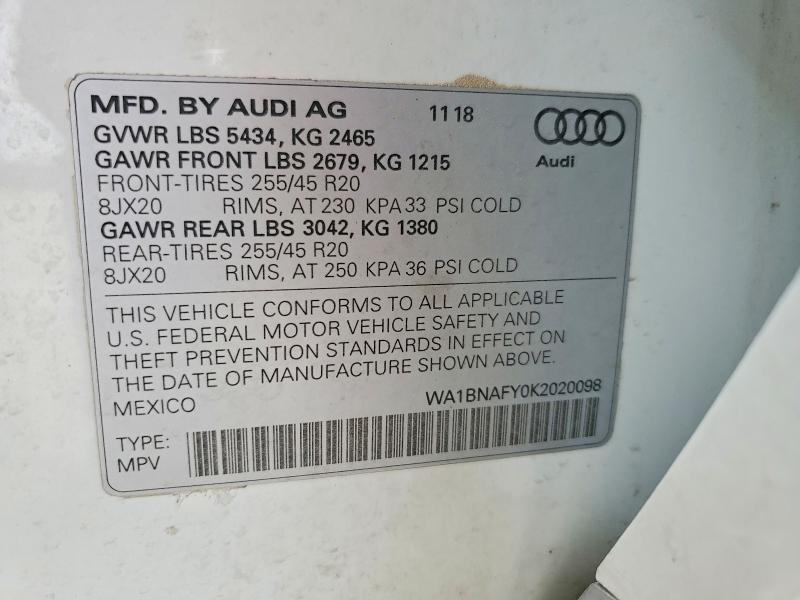 MFD. BY AUDI AG 11 18
GVWR LBS 5434, KG 2465
GAWR FRONT LBS 2679, KG 1215
Audi
FRONT-TIRES 255/45 R20
8JX20 RIMS, AT 230 KPA 33 PSI COLD
GAWR REAR LBS 3042, KG 1380
REAR-TIRES 255/45 R20
8JX20 RIMS, AT 250 KPA 36 PSI COLD
THIS VEHICLE CONFORMS TO ALL APPLICABLE
U.S. FEDERAL MOTOR VEHICLE SAFETY AND
THEFT PREVENTION STANDARDS IN EFFECT ON
THE DATE OF MANUFACTURE SHOWN ABOVE.
MEXICO WA1BNAFY0K2020098
TYPE:
MPV